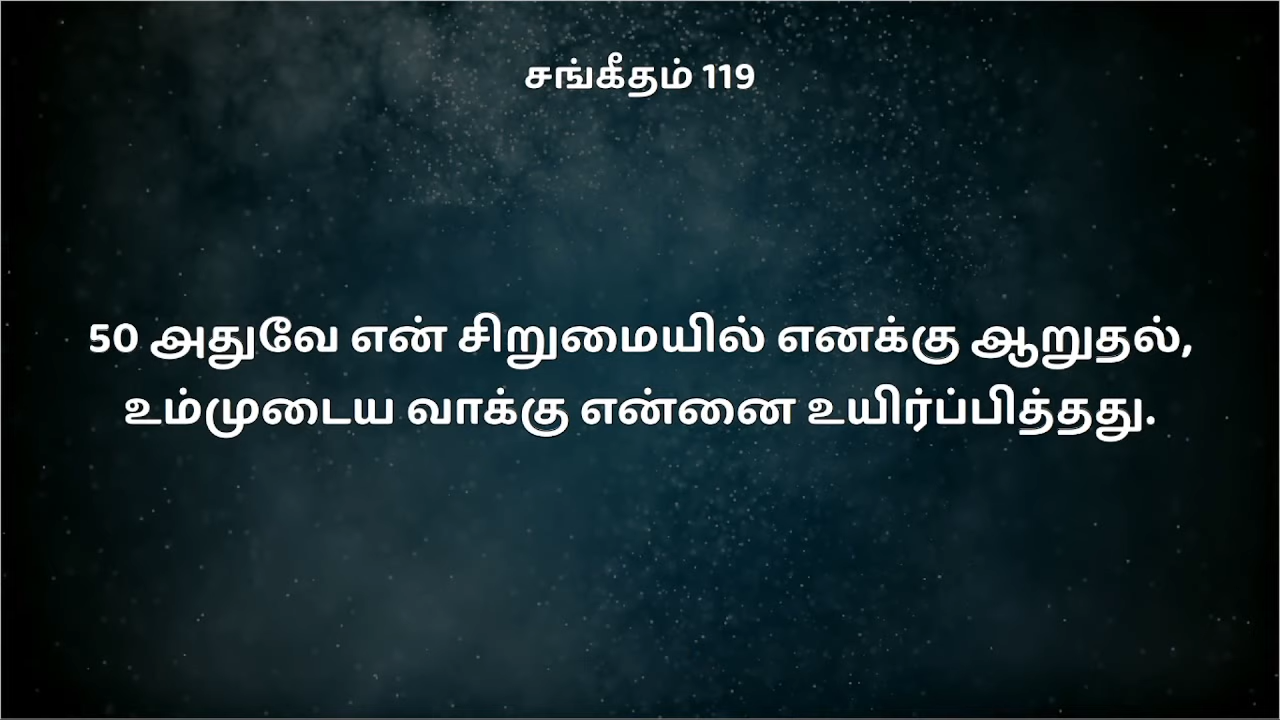 சங்கீதம் 119
50 அதுவே என் சிறுமையில் எனக்கு ஆறுதல்,
உம்முடைய வாக்கு என்னை உயிர்ப்பித்தது.